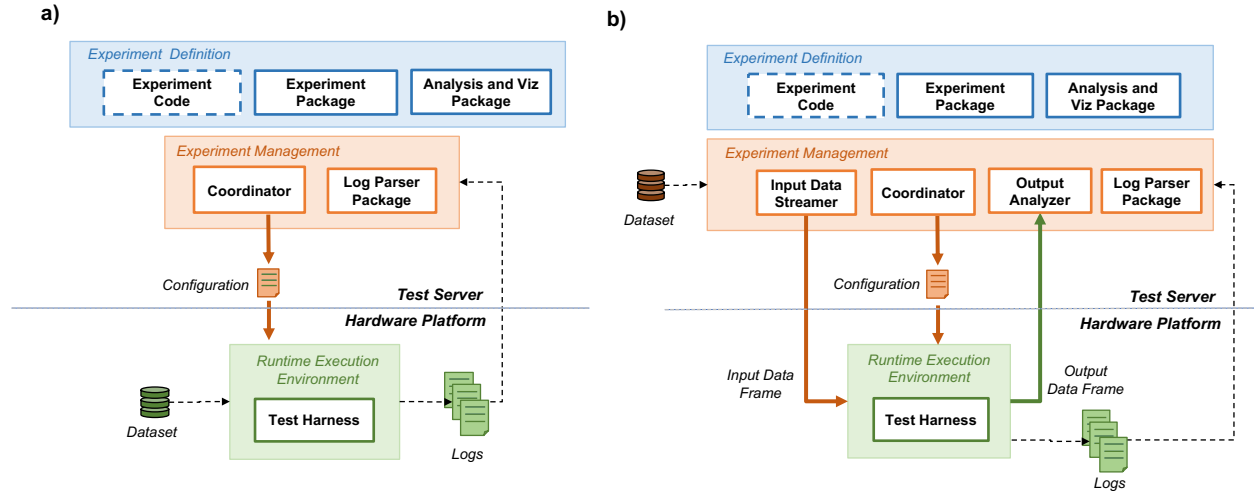 a)
Experiment Definition
Experiment
Code
Experiment
Package
Analysis and Viz
Package
Experiment Management
Coordinator
Log Parser
Package
Configuration
Test Server
Hardware Platform
Runtime Execution
Environment
Test Harness
Dataset
Logs
b)
Experiment Definition
Experiment
Code
Experiment
Package
Analysis and
Viz Package
Experiment Management
Input Data
Streamer
Coordinator
Output
Analyzer
Log Parser
Package
Dataset
Configuration
Test Server
Hardware Platform
Runtime Execution
Environment
Test Harness
Input Data
Frame
Output
Data Frame
Logs